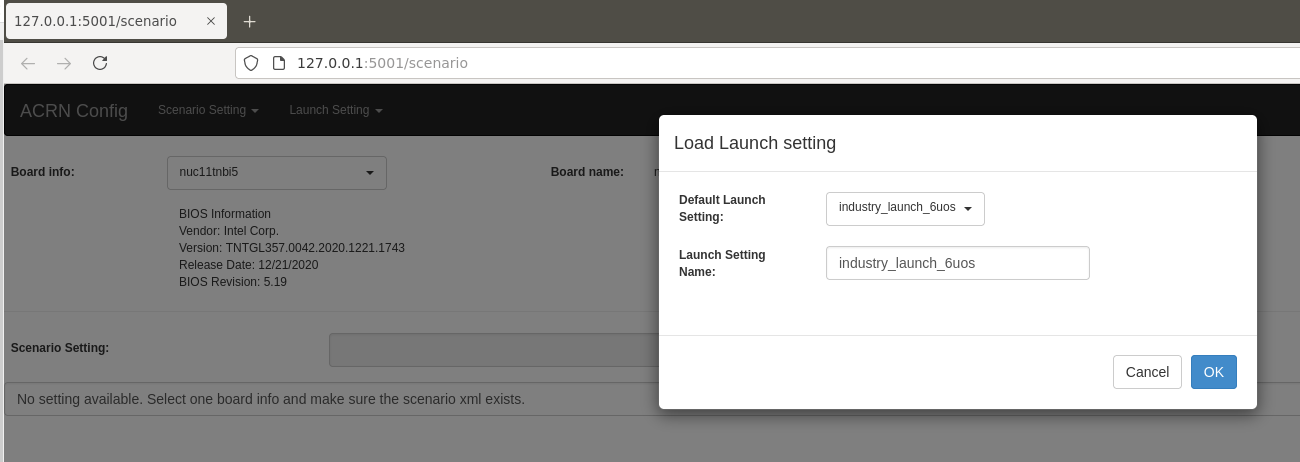 127.0.0.1:5001/scenario
127.0.0.1:5001/scenario
ACRN Config Scenario Setting Launch Setting
Load Launch setting
Board info: nuc11tnbi5 Board name:
Default Launch
Setting: industry_launch_6uos
BIOS Information
Vendor: Intel Corp.
Version: TNTGL357.0042.2020.1221.1743
Release Date: 12/21/2020
BIOS Revision: 5.19
Launch Setting
Name: industry_launch_6uos
Scenario Setting:
Cancel OK
No setting available. Select one board info and make sure the scenario xml exists.